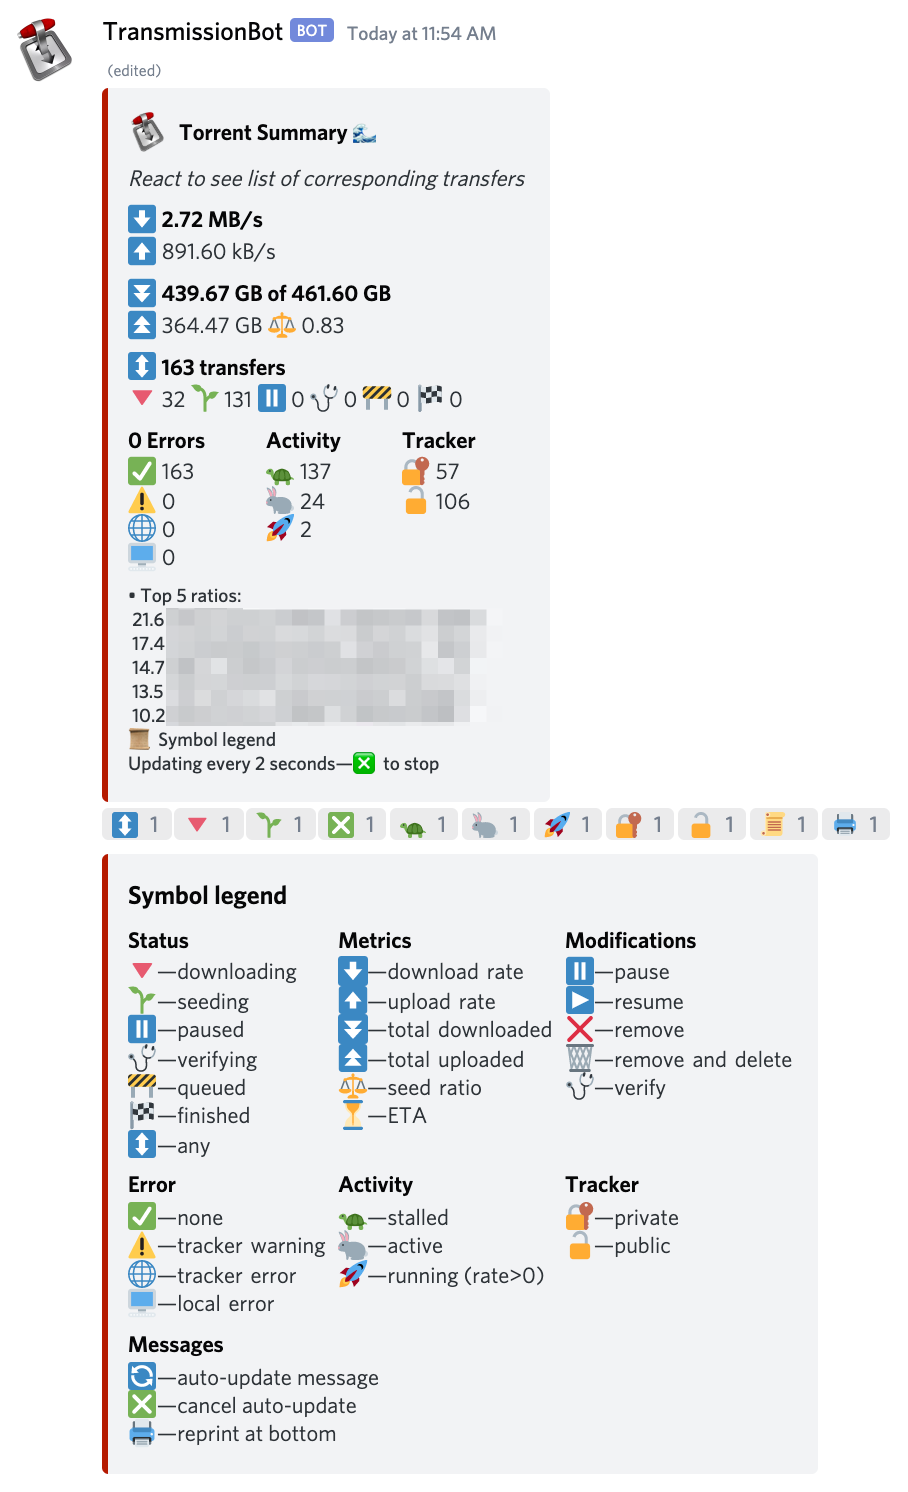 TransmissionBot BOT Today at 11:54 AM
(edited)
Torrent Summary
React to see list of corresponding transfers
2.72 MB/s
891.60 kB/s
439.67 GB of 461.60 GB
364.47 GB 0.83
163 transfers
32 131 0 0 0 0
0 Errors Activity Tracker
163 137 57
0 24 106
0 2
0
• Top 5 ratios:
21.6
17.4
14.7
13.5
10.2
Symbol legend
Updating every 2 seconds— to stop
1 1 1 1 1 1 1 1 1 1 1
Symbol legend
Status Metrics Modifications
—downloading —download rate —pause
—seeding —upload rate —resume
—paused —total downloaded —remove
—verifying —total uploaded —remove and delete
—queued —seed ratio —verify
—finished —ETA
—any
Error Activity Tracker
—none —stalled —private
—tracker warning —active —public
—tracker error —running (rate>0)
—local error
Messages
—auto-update message
—cancel auto-update
—reprint at bottom